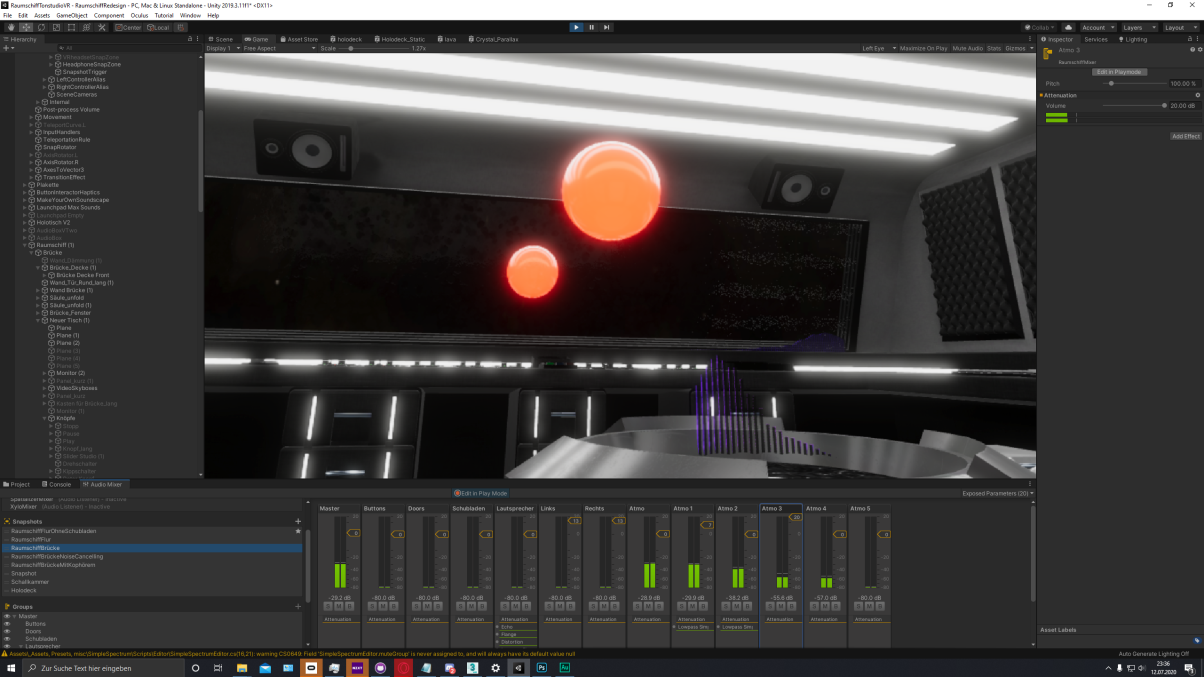 RaumschiffTonstudioVR - RaumschiffRedesign - PC, Mac & Linux Standalone - Unity 2019.3.11f1* <DX11>
File Edit Assets GameObject Component Oculus Tutorial Window Help
Center Local Collab Account Layers Layout
Hierarchy Scene Game Asset Store holodeck Holodeck_Static lava Crystal_Parallax Inspector Services Lighting
All
Display 1 Free Aspect Scale 1.27x Left Eye Maximize On Play Mute Audio Stats Gizmos
Atmo 3
RaumschiffMixer
Edit in Playmode
Pitch 100.00 %
Attenuation
Volume 20.00 dB
Add Effect
VRHeadsetSnapZone
HeadphoneSnapZone
SnapshotTrigger
LeftControllerAlias
RightControllerAlias
SceneCameras
Internal
Post-process Volume
Movement
TeleportCurve.L
InputHandlers
TeleportationRule
SnapRotator
AxisRotator.L
AxisRotator.R
AxesToVector3
TransitionEffect
Plakette
ButtonInteractorHaptics
MakeYourOwnSoundscape
Launchpad Max Sounds
Launchpad Empty
Holotisch V2
AudioBoxVTwo
AudioBox
Raumschiff (1)
Brücke
Wand_Dämmung (1)
Brücke_Decke (1)
Brücke Decke Front
Wand_Tür_Rund_lang (1)
Wand Brücke (1)
Säule_unfold
Säule_unfold (1)
Brücke_Fenster
Neuer Tisch (1)
Plane
Plane (1)
Plane (2)
Plane (3)
Plane (4)
Plane (5)
Monitor (2)
Panel_kurz (1)
VideoSkyboxes
Panel_kurz
Kasten für Brücke_lang
Monitor (1)
Knöpfe
Stopp
Pause
Play
Knopf_lang
Slider Studio (1)
Drehschalter
Kippschalter
Project Console Audio Mixer
Edit in Play Mode Exposed Parameters (20)
SpatializerMixer (Audio Listener) - Inactive
XyloMixer (Audio Listener) - Inactive
Snapshots
RaumschiffFlurOhneSchubladen
RaumschiffFlur
RaumschiffBrücke
RaumschiffBrückeNoiseCancelling
RaumschiffBrückeMitKophörern
Snapshot
Schallkammer
Holodeck
Groups
Master
Buttons
Doors
Schubladen
Lautsprecher
Master Buttons Doors Schubladen Lautsprecher Links Rechts Atmo Atmo 1 Atmo 2 Atmo 3 Atmo 4 Atmo 5
-29.2 dB -80.0 dB -80.0 dB -80.0 dB -80.0 dB -80.0 dB -80.0 dB -28.9 dB -29.9 dB -38.2 dB -55.6 dB -57.0 dB -80.0 dB
S M B S M B S M B S M B S M B S M B S M B S M B S M B S M B S M B S M B
Attenuation Attenuation Attenuation Attenuation Attenuation Attenuation Attenuation Attenuation Attenuation Attenuation Attenuation Attenuation Attenuation
Echo Lowpass Simp Lowpass Simp
Flange
Distortion
Asset Labels
Assets\_Assets, Presets, misc\SimpleSpectrum\Scripts\Editor\SimpleSpectrumEditor.cs(16,21): warning CS0649: Field 'SimpleSpectrumEditor.muteGroup' is never assigned to, and will always have its default value null
Auto Generate Lighting Off
Zur Suche Text hier eingeben
23:36
12.07.2020